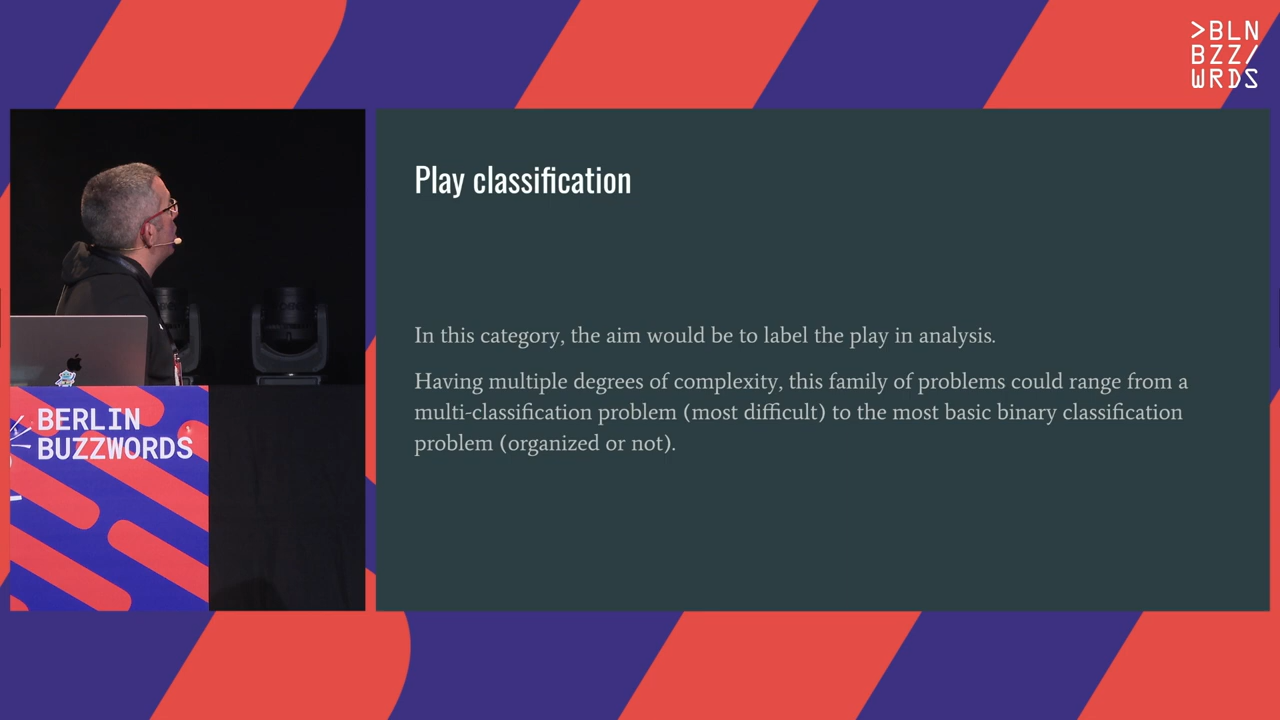 >BLN
BZZ/
WRDS
Play classification
In this category, the aim would be to label the play in analysis.
Having multiple degrees of complexity, this family of problems could range from a
multi-classification problem (most difficult) to the most basic binary classification
problem (organized or not).
BERLIN
BUZZWORDS